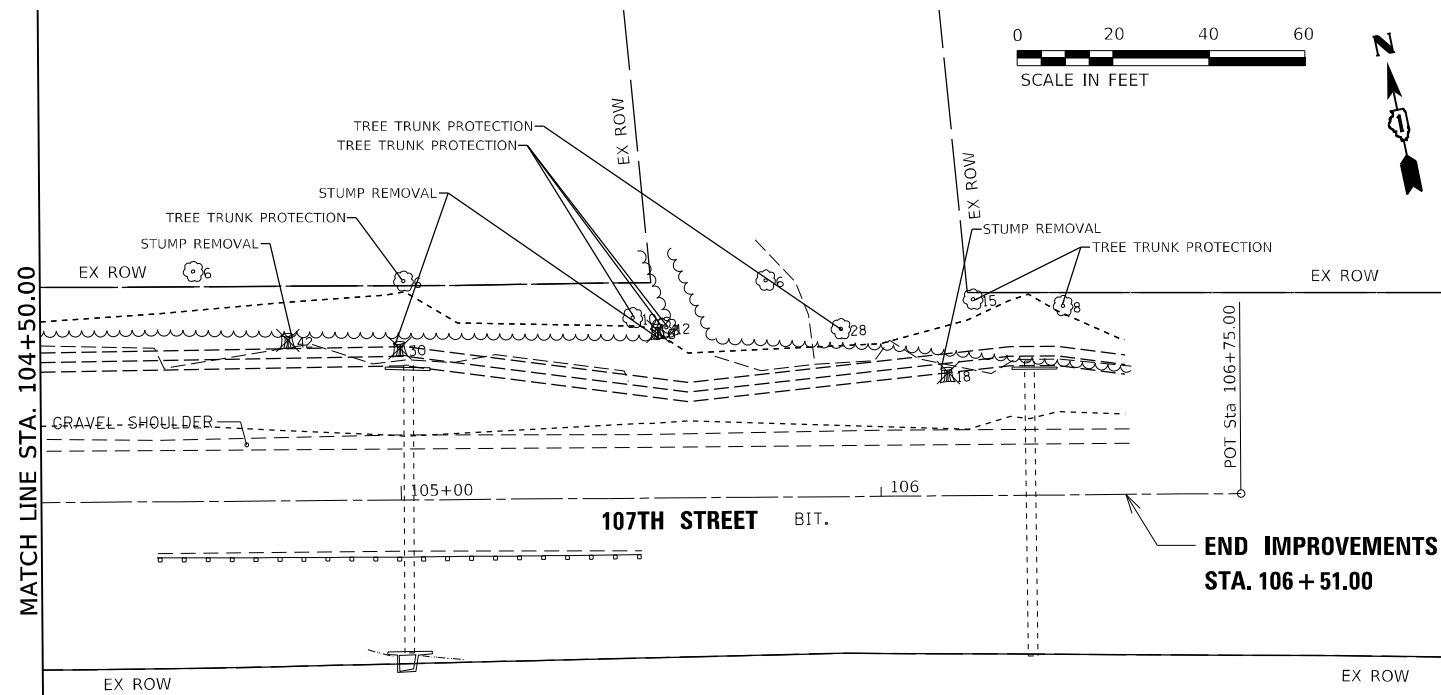 0 20 40 60
SCALE IN FEET
N
1
EX ROW
EX ROW
TREE TRUNK PROTECTION
TREE TRUNK PROTECTION
STUMP REMOVAL
TREE TRUNK PROTECTION
STUMP REMOVAL
STUMP REMOVAL
TREE TRUNK PROTECTION
EX ROW
6
6
6
EX ROW
MATCH LINE STA. 104+50.00
15
8
10
12
28
42
30
18
POT Sta 106+75.00
GRAVEL SHOULDER
105+00
106
107TH STREET BIT.
END IMPROVEMENTS
STA. 106+51.00
EX ROW
EX ROW